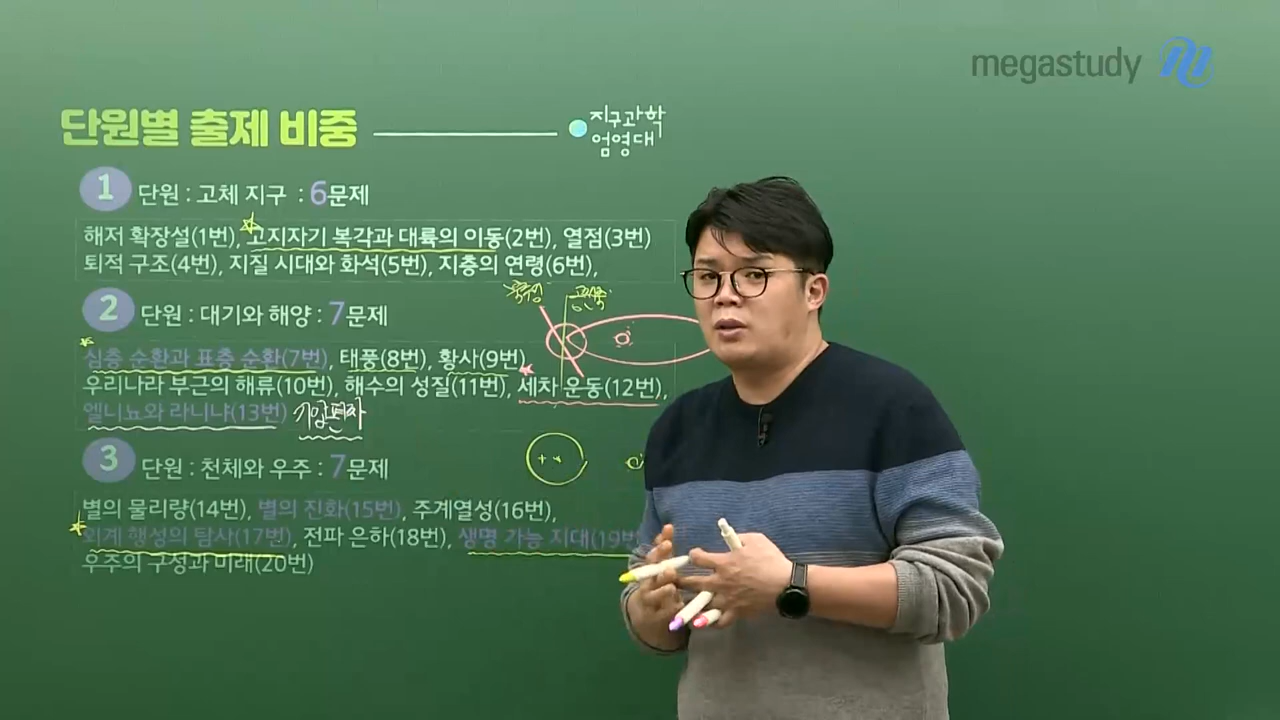 megastudy
단원별 출제 비중
지구과학
엄영대
1 단원 : 고체 지구 : 6문제
해저 확장설(1번), 고지자기 복각과 대륙의 이동(2번), 열점(3번)
퇴적 구조(4번), 지질 시대와 화석(5번), 지층의 연령(6번),
2 단원 : 대기와 해양 : 7문제
심층 순환과 표층 순환(7번), 태풍(8번), 황사(9번),
우리나라 부근의 해류(10번), 해수의 성질(11번), 세차 운동(12번),
엘니뇨와 라니냐(13번) 기압편차
3 단원 : 천체와 우주 : 7문제
별의 물리량(14번), 별의 진화(15번), 주계열성(16번),
외계 행성의 탐사(17번), 전파 은하(18번), 생명 가능 지대(19번
우주의 구성과 미래(20번)